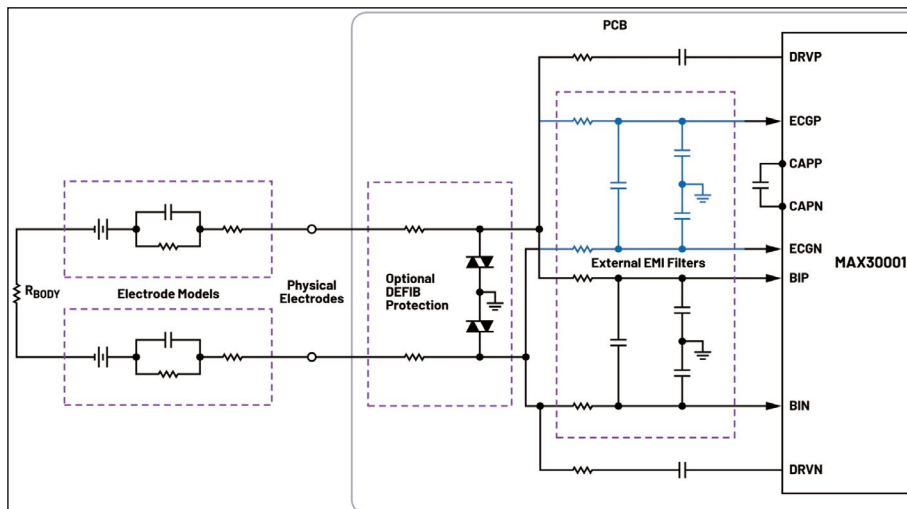 PCB
DRVP
ECGP
CAPP
CAPN
ECGN
MAX30001
External EMI Filters
BIP
Optional
DEFIB
Protection
Physical
Electrodes
Electrode Models
RBODY
BIN
DRVN